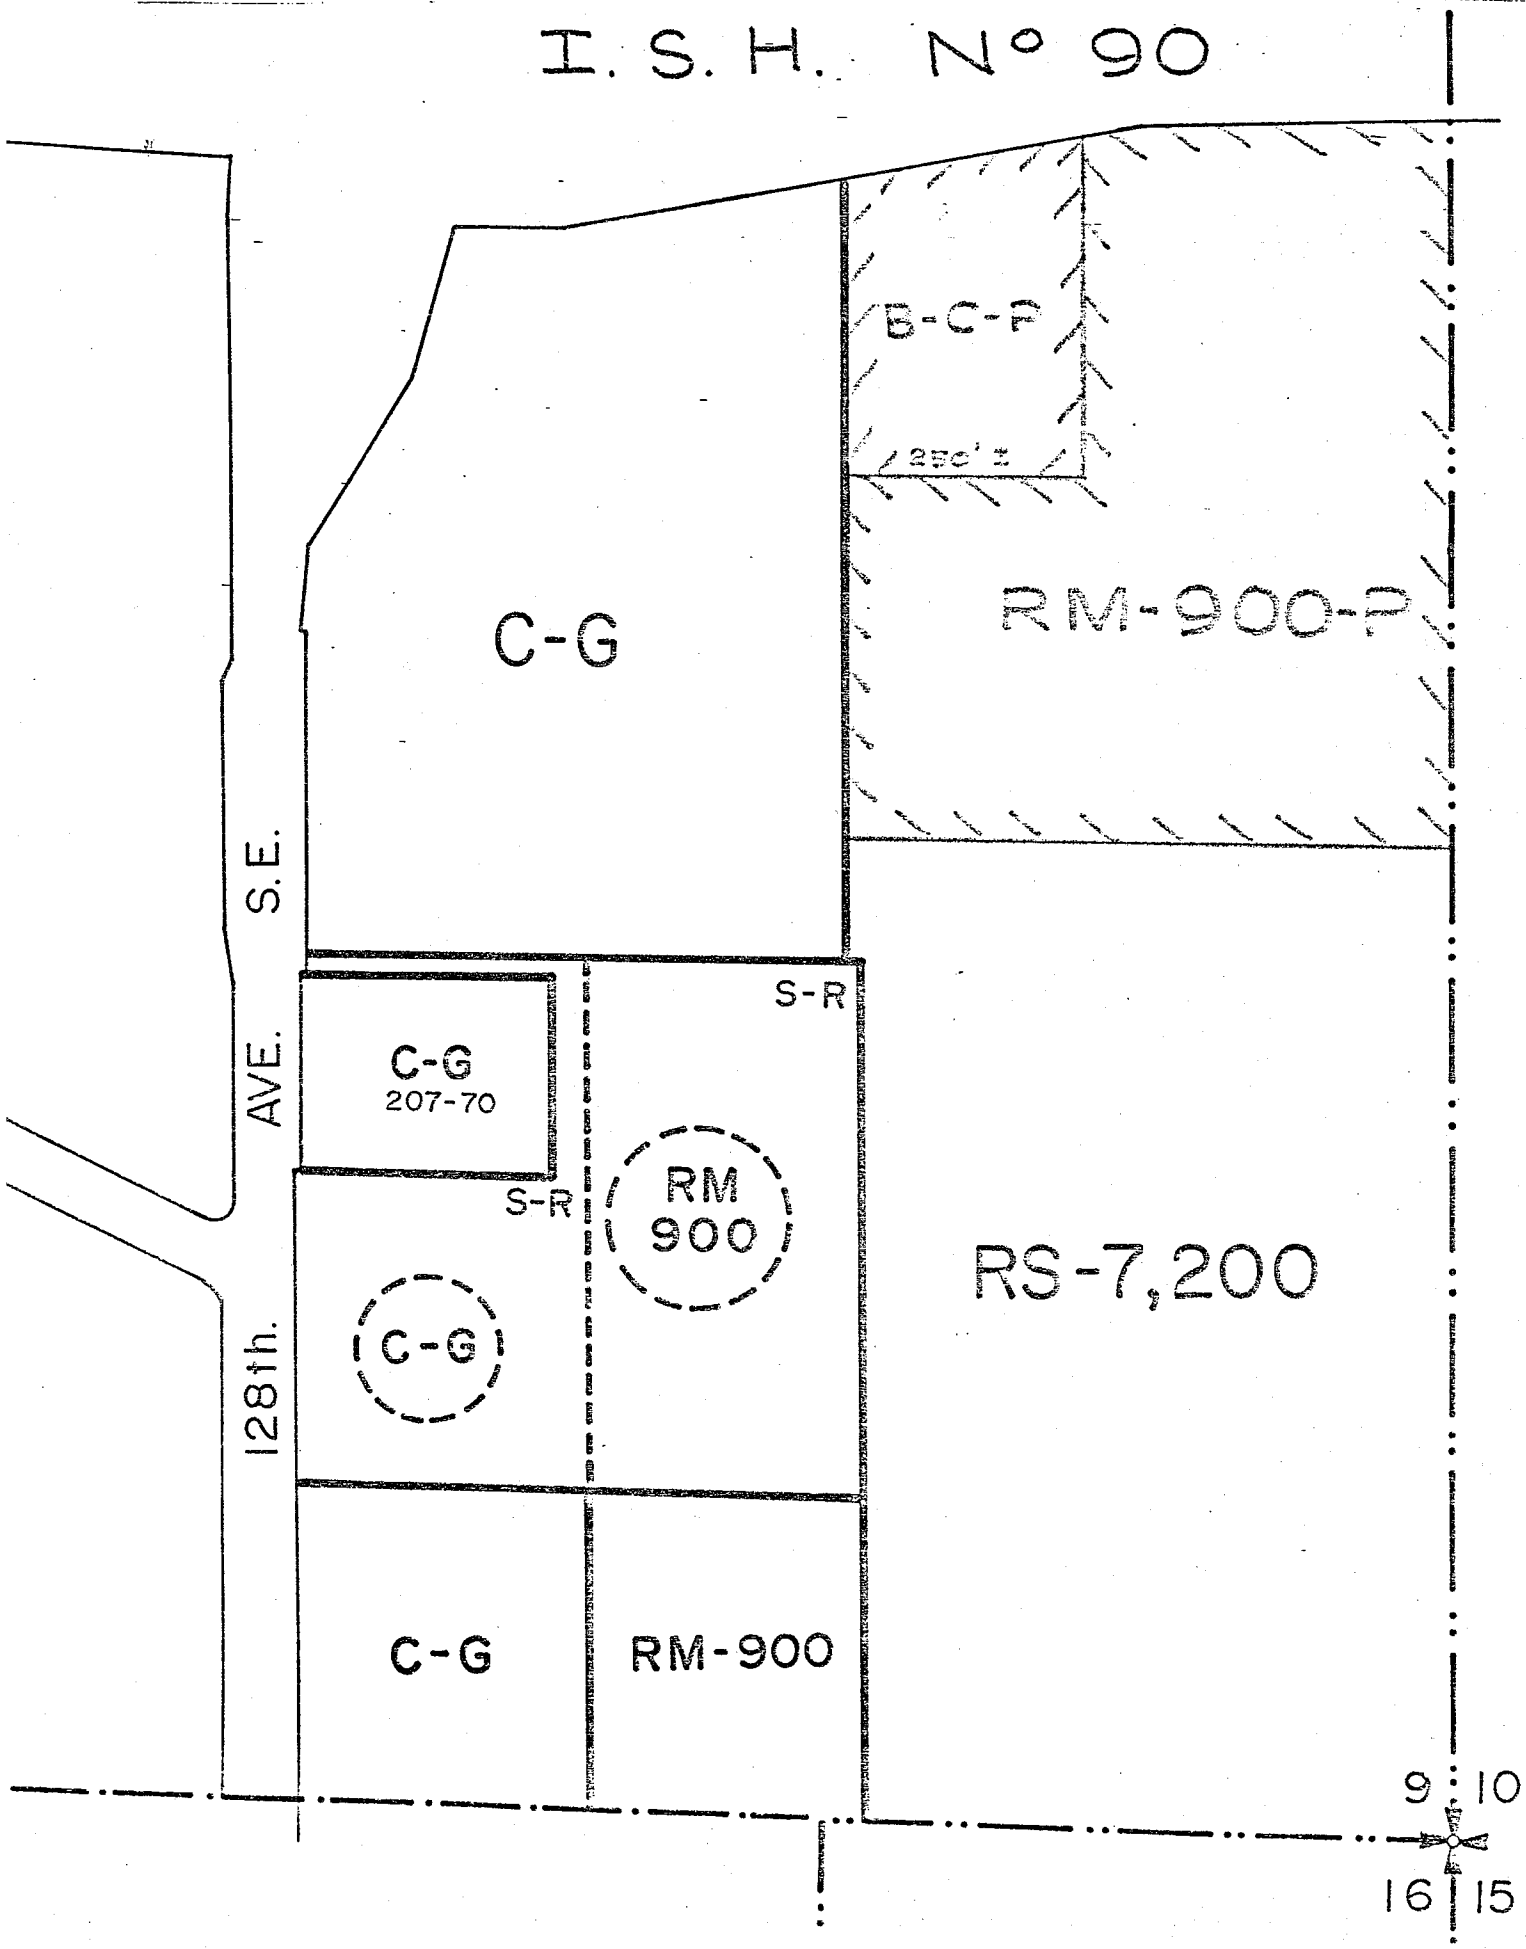 I. S. H. Nº 90
B-C-P
250' ±
RM-900-P
C-G
128th. AVE. S.E.
S-R
C-G
207-70
S-R
RM
900
C-G
RS-7,200
C-G
RM-900
9 10
16 15